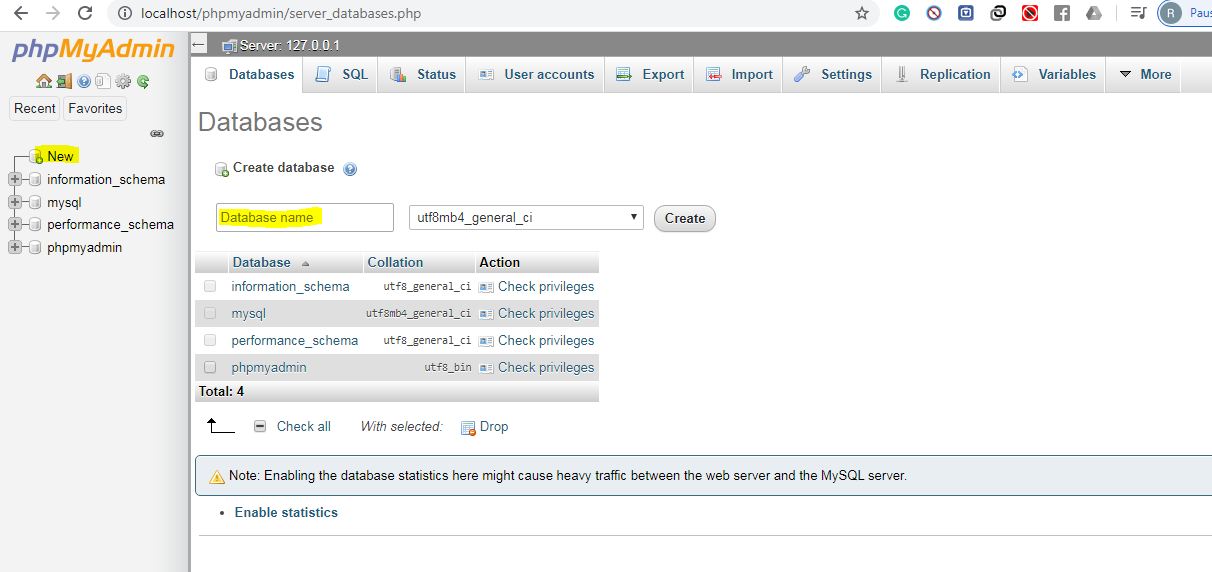 localhost/phpmyadmin/server_databases.php
R Paus
phpMyAdmin
Recent Favorites
New
information_schema
mysql
performance_schema
phpmyadmin
Server: 127.0.0.1
Databases SQL Status User accounts Export Import Settings Replication Variables More
Databases
Create database
Database name utf8mb4_general_ci Create
Database Collation Action
information_schema utf8_general_ci Check privileges
mysql utf8mb4_general_ci Check privileges
performance_schema utf8_general_ci Check privileges
phpmyadmin utf8_bin Check privileges
Total: 4
Check all With selected: Drop
Note: Enabling the database statistics here might cause heavy traffic between the web server and the MySQL server.
Enable statistics